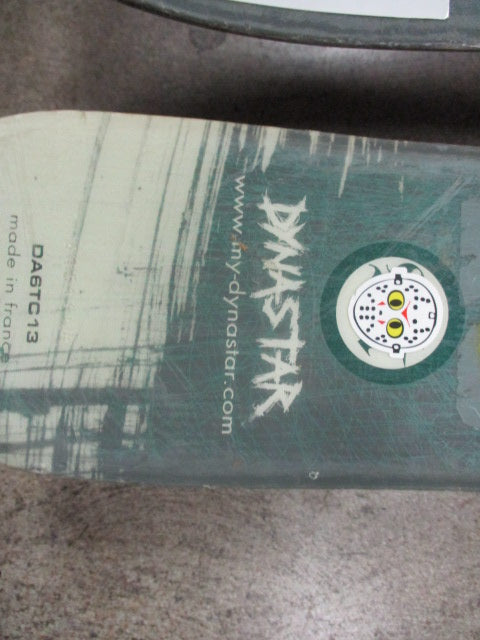 DYNASTAR
www.my-dynastar.com
DA6TC13
made in france